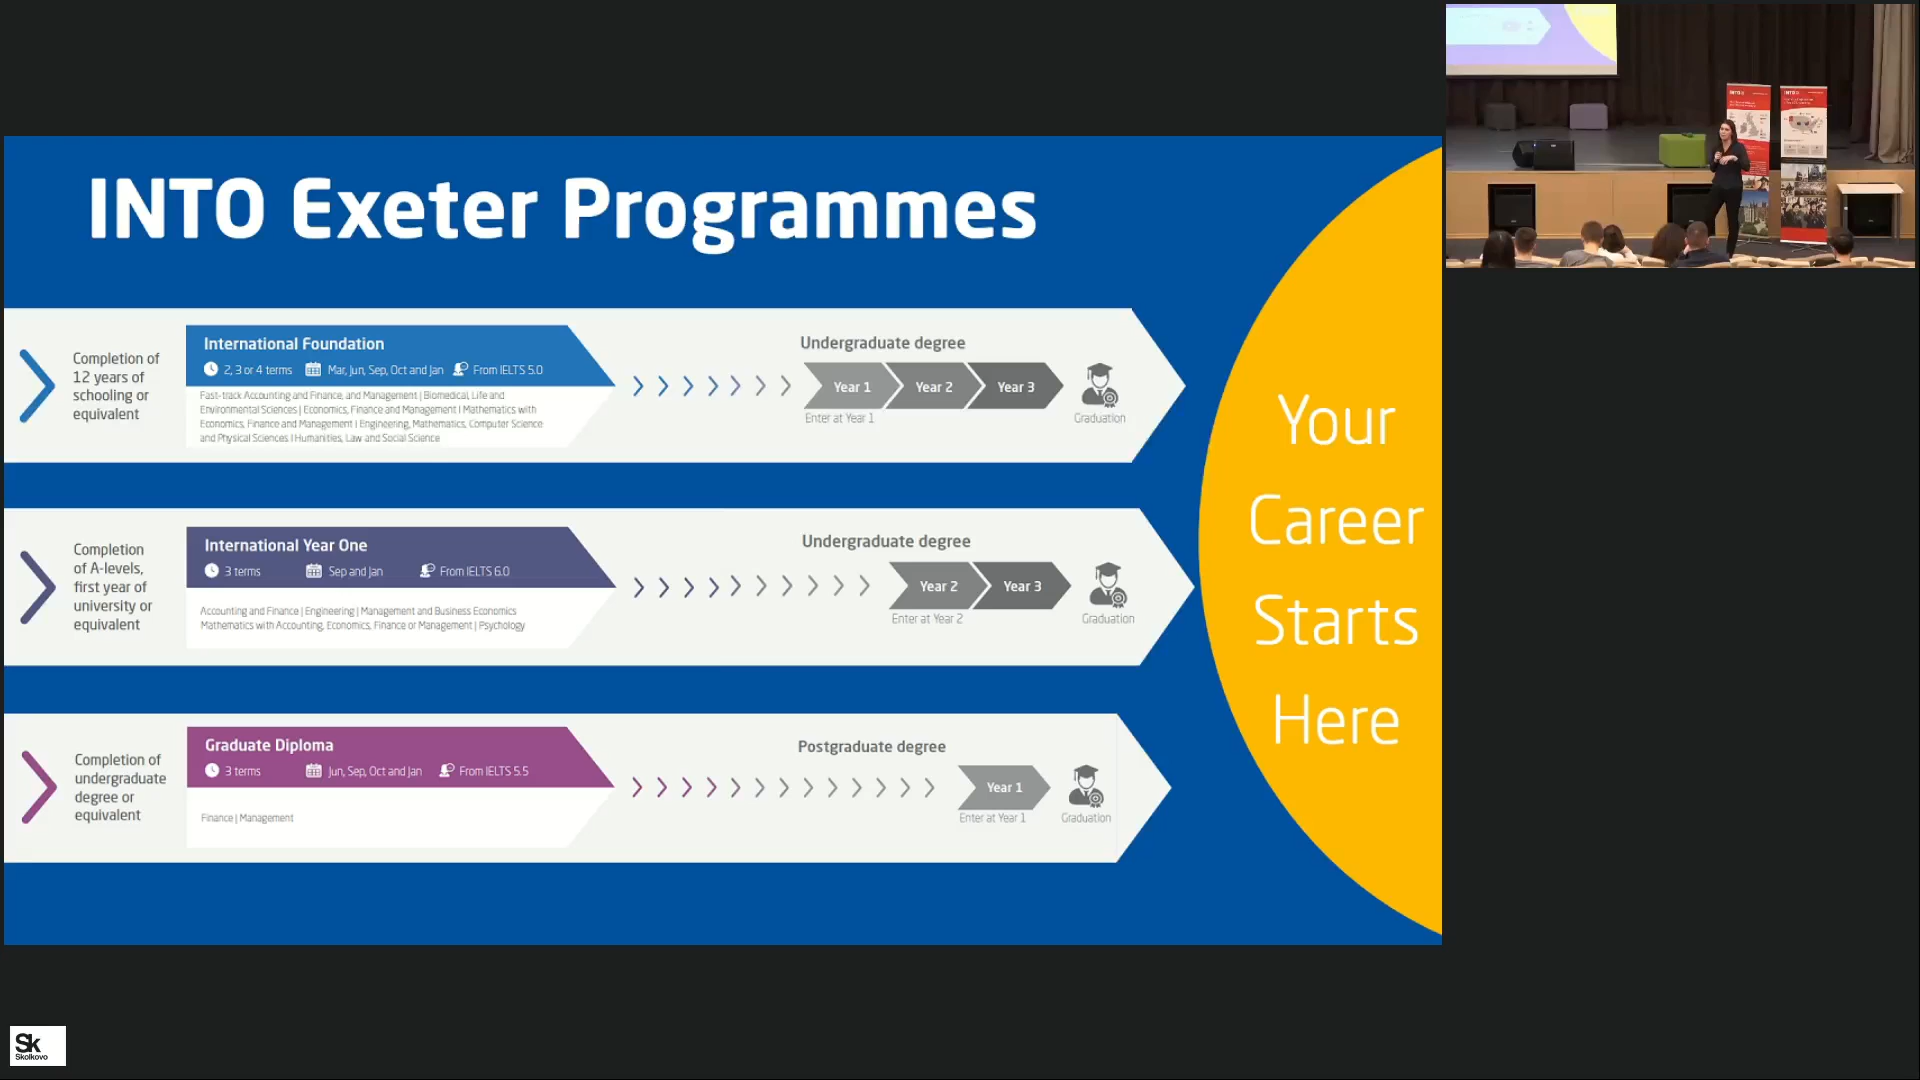 INTO Exeter Programmes
Completion of
12 years of
schooling or
equivalent
International Foundation
2, 3 or 4 terms
Mar, Jun, Sep, Oct and Jan
From IELTS 5.0
Fast-track Accounting and Finance, and Management | Biomedical, Life and
Environmental Sciences | Economics, Finance and Management | Mathematics with
Economics, Finance and Management | Engineering, Mathematics, Computer Science
and Physical Sciences | Humanities, Law and Social Science
Undergraduate degree
Year 1
Year 2
Year 3
Enter at Year 1
Graduation
Completion
of A-levels,
first year of
university or
equivalent
International Year One
3 terms
Sep and Jan
From IELTS 6.0
Accounting and Finance | Engineering | Management and Business Economics
Mathematics with Accounting, Economics, Finance or Management | Psychology
Undergraduate degree
Year 2
Year 3
Enter at Year 2
Graduation
Completion of
undergraduate
degree or
equivalent
Graduate Diploma
3 terms
Jun, Sep, Oct and Jan
From IELTS 5.5
Finance | Management
Postgraduate degree
Year 1
Enter at Year 1
Graduation
Your
Career
Starts
Here
INTO
INTO
Sk
Skolkovo